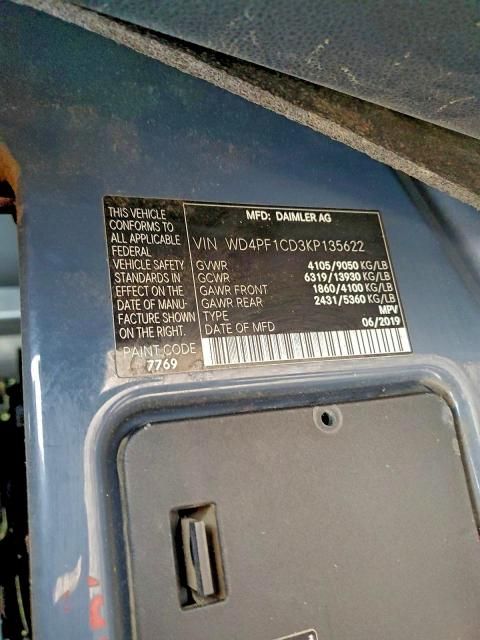 THIS VEHICLE
CONFORMS TO
ALL APPLICABLE
FEDERAL
VEHICLE SAFETY
STANDARDS IN
EFFECT ON THE
DATE OF MANU-
FACTURE SHOWN
ON THE RIGHT.
PAINT CODE
7769
MFD: DAIMLER AG
VIN WD4PF1CD3KP135622
GVWR 4105/9050 KG/LB
GCWR 6319/13930 KG/LB
GAWR FRONT 1860/4100 KG/LB
GAWR REAR 2431/5360 KG/LB
TYPE MPV
DATE OF MFD 06/2019